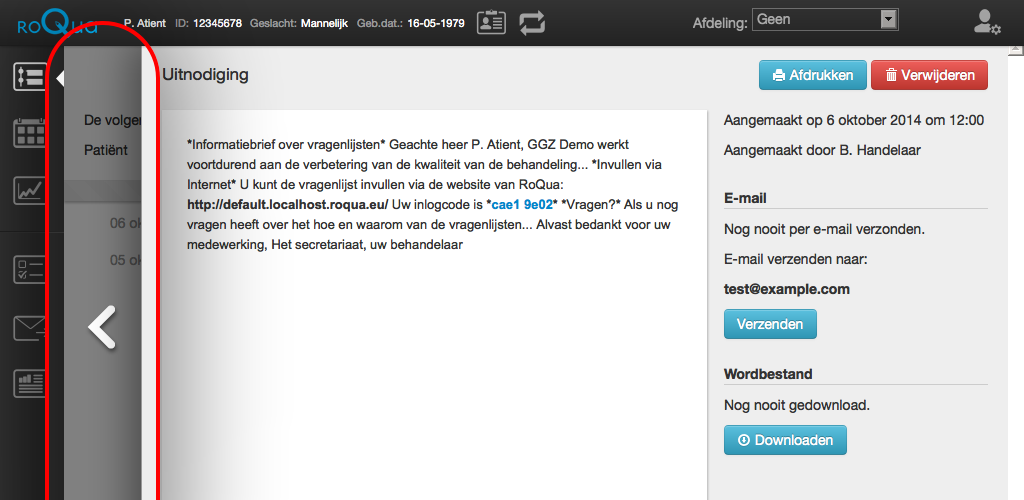 roQua P. Atient ID: 12345678 Geslacht: Mannelijk Geb.dat.: 16-05-1979 Afdeling: Geen
Uitnodiging
Afdrukken Verwijderen
De volge
Patiënt
06 ok
05 ok
*Informatiebrief over vragenlijsten* Geachte heer P. Atient, GGZ Demo werkt
voortdurend aan de verbetering van de kwaliteit van de behandeling... *Invullen via
Internet* U kunt de vragenlijst invullen via de website van RoQua:
http://default.localhost.roqua.eu/ Uw inlogcode is *cae1 9e02* *Vragen?* Als u nog
vragen heeft over het hoe en waarom van de vragenlijsten... Alvast bedankt voor uw
medewerking, Het secretariaat, uw behandelaar
Aangemaakt op 6 oktober 2014 om 12:00
Aangemaakt door B. Handelaar
E-mail
Nog nooit per e-mail verzonden.
E-mail verzenden naar:
test@example.com
Verzenden
Wordbestand
Nog nooit gedownload.
Downloaden